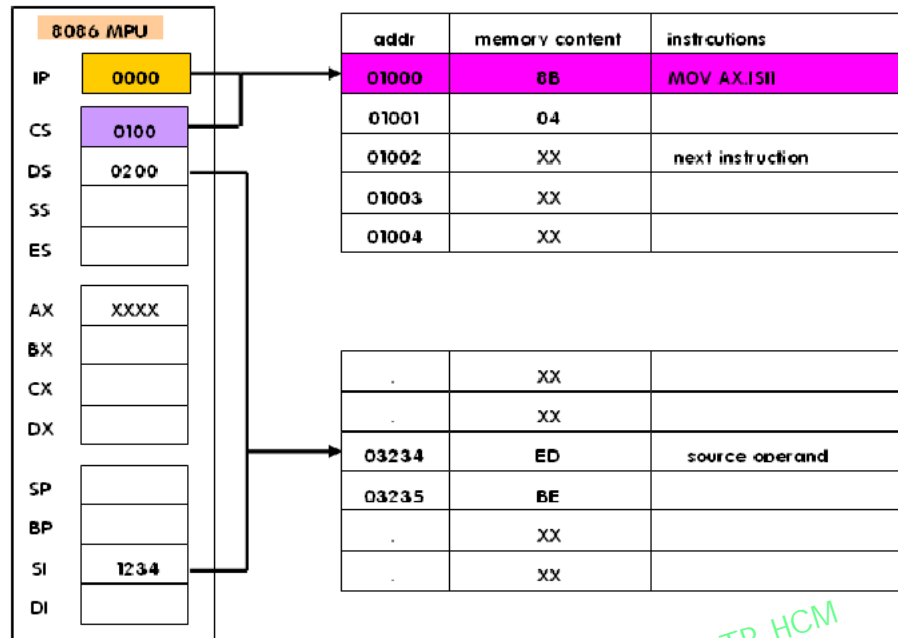 8086 MPU
IP 0000
CS 0100
DS 0200
SS
ES
AX XXXX
BX
CX
DX
SP
BP
SI 1234
DI
addr memory content instrcutions
01000 8B MOV AX,[SI]
01001 04
01002 XX next instruction
01003 XX
01004 XX
. XX
. XX
03234 ED source operand
03235 BE
. XX
. XX
TP. HCM